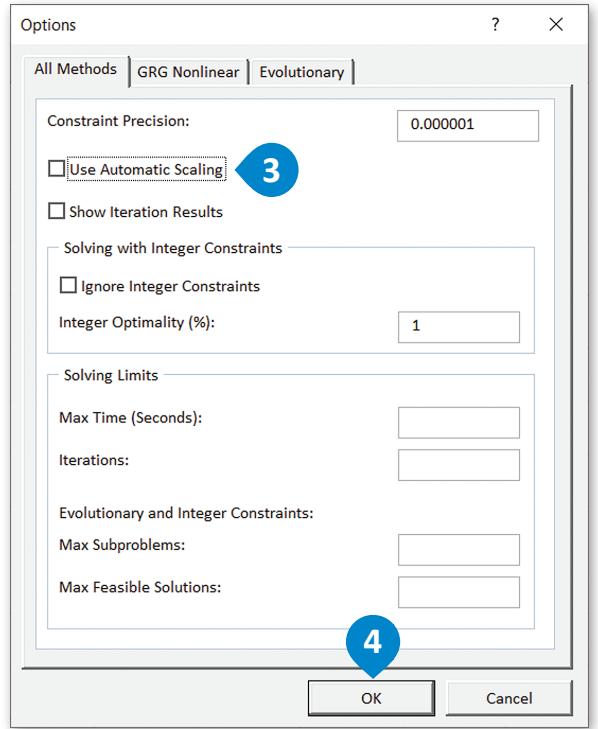 Options ?
All Methods GRG Nonlinear Evolutionary
Constraint Precision: 0.000001
Use Automatic Scaling 3
Show Iteration Results
Solving with Integer Constraints
Ignore Integer Constraints
Integer Optimality (%): 1
Solving Limits
Max Time (Seconds):
Iterations:
Evolutionary and Integer Constraints:
Max Subproblems:
Max Feasible Solutions:
4
OK Cancel